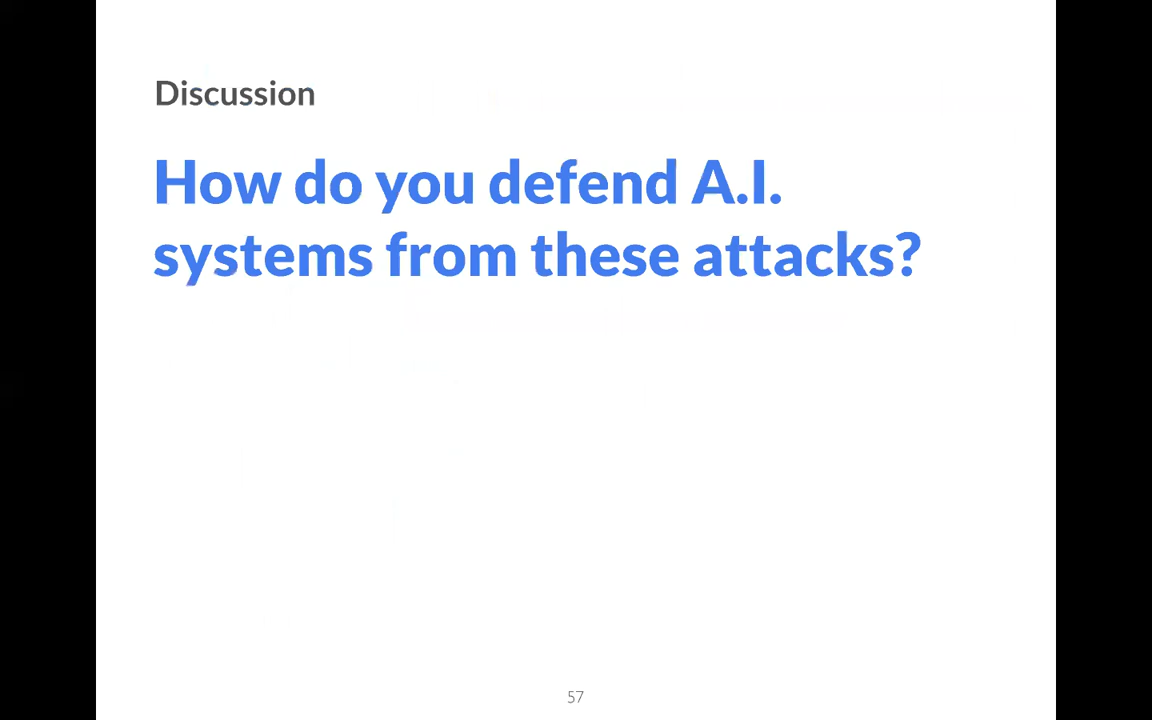 Discussion
How do you defend A.I.
systems from these attacks?
57